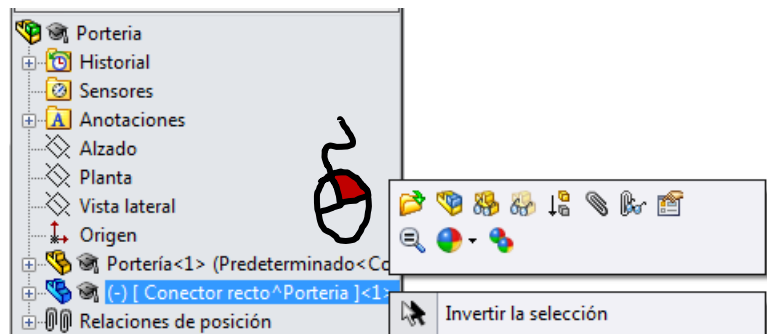 Porteria
Historial
Sensores
A Anotaciones
Alzado
Planta
Vista lateral
Origen
Portería<1> (Predeterminado<Co
(-) [ Conector recto^Porteria ]<1>
Relaciones de posición
Invertir la selección